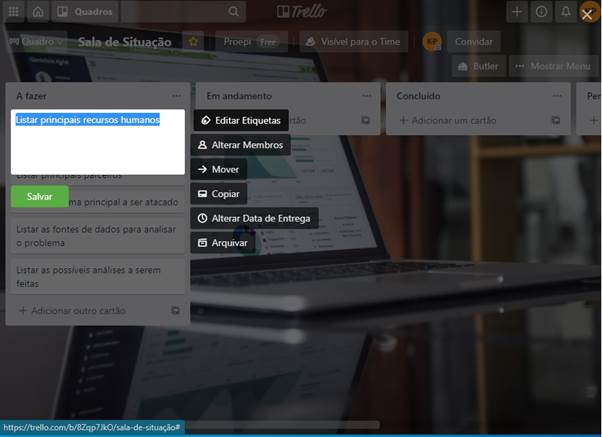 Quadros
Trello
Quadro
Sala de Situação
Proepi
Free
Visível para o Time
KP
Convidar
Butler
Mostrar Menu
A fazer
Em andamento
Concluído
Listar principais recursos humanos
Editar Etiquetas
cartão
Adicionar um cartão
Alterar Membros
Listar principais parceiros
Mover
Salvar
ma principal a ser atacado
Copiar
Listar as fontes de dados para analisar
o problema
Alterar Data de Entrega
Arquivar
Listar as possíveis análises a serem
feitas
Adicionar outro cartão
https://trello.com/b/8Zqp7JkO/sala-de-situação#